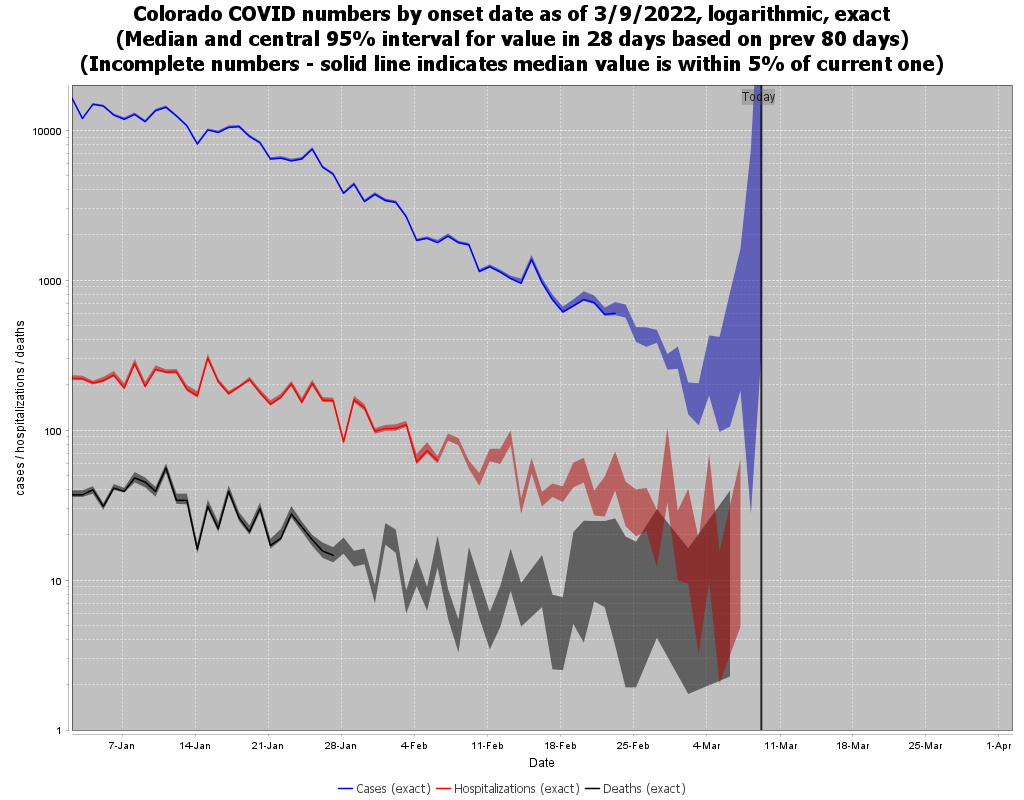 Colorado COVID numbers by onset date as of 3/9/2022, logarithmic, exact
(Median and central 95% interval for value in 28 days based on prev 80 days)
(Incomplete numbers - solid line indicates median value is within 5% of current one)
Today
10000
1000
100
10
1
cases / hospitalizations / deaths
7-Jan 14-Jan 21-Jan 28-Jan 4-Feb 11-Feb 18-Feb 25-Feb 4-Mar 11-Mar 18-Mar 25-Mar 1-Apr
Date
Cases (exact) Hospitalizations (exact) Deaths (exact)